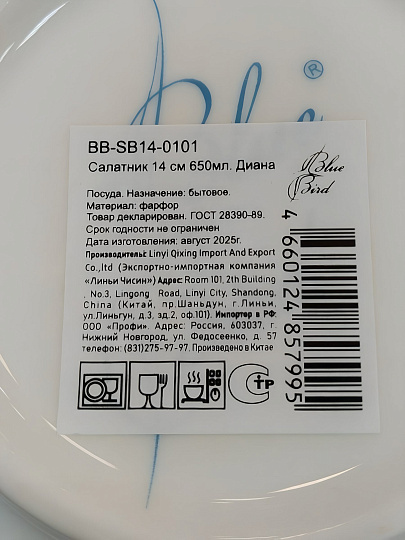 ®
BB-SB14-0101
Салатник 14 см 650мл. Диана
Blue
Bird
Посуда. Назначение: бытовое.
Материал: фарфор
Товар декларирован. ГОСТ 28390-89.
Срок годности не ограничен
Дата изготовления: август 2025г.
Производитель: Linyi Qixing Import And Export
Co.,ltd (Экспортно-импортная компания
«Линьи Чисин») Адрес: Room 101, 2th Building
, No.3, Lingong Road, Linyi City, Shandong,
China (Китай, пр.Шаньдун, г.Линьи,
ул.Линьгун, д.3, зд.2, оф.101). Импортер в РФ:
ООО «Профи». Адрес: Россия, 603037, г.
Нижний Новгород, ул. Федосеенко, д. 57
телефон: (831)275-97-97. Произведено в Китае
СТР
4 660124 857995